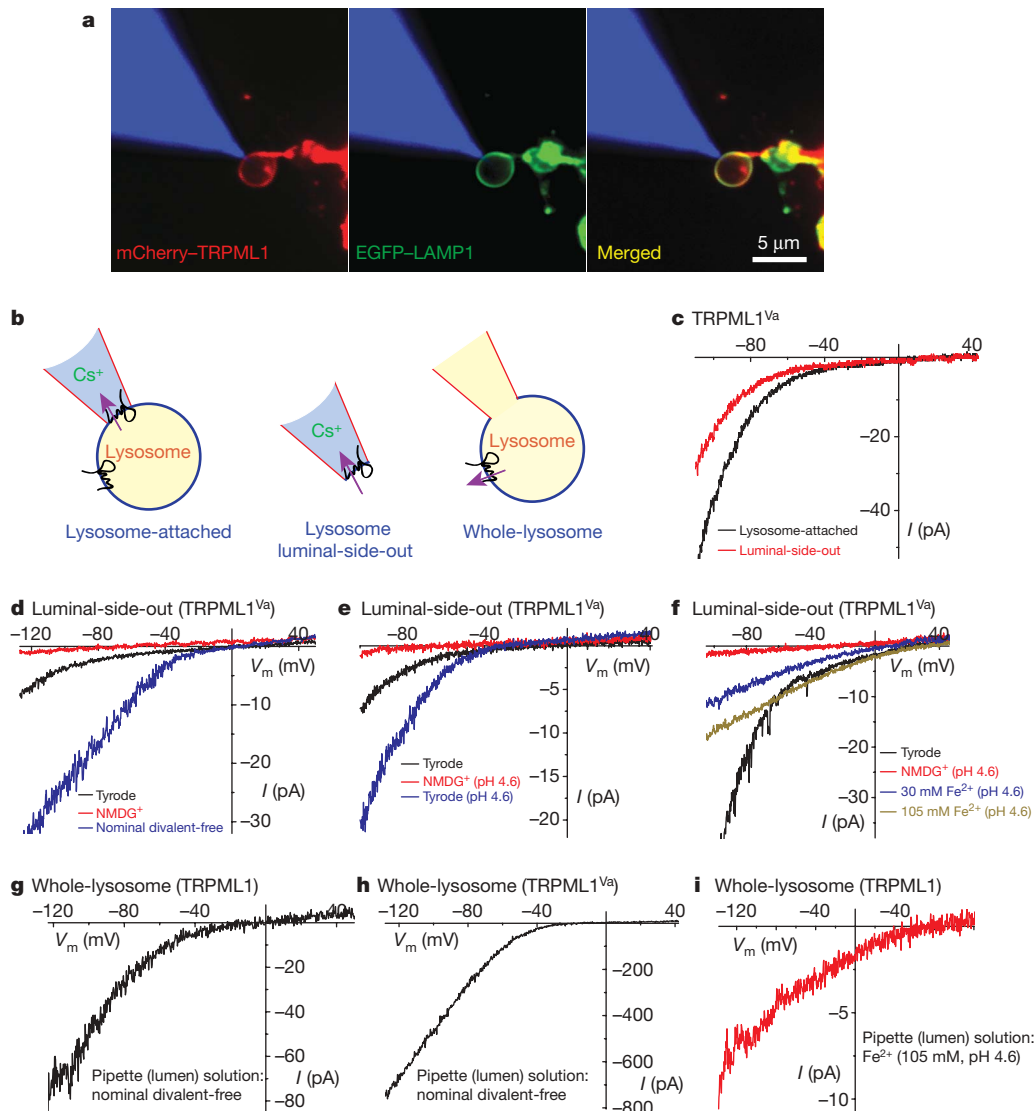 a
mCherry–TRPML1
EGFP–LAMP1
Merged
5 μm
b
Cs+
Lysosome
Lysosome-attached
Cs+
Lysosome
luminal-side-out
Lysosome
Whole-lysosome
c TRPML1Va
–80
–40
0
40
–20
–40
I (pA)
Lysosome-attached
Luminal-side-out
d Luminal-side-out (TRPML1Va)
–120
–80
–40
40
Vm (mV)
–10
–20
–30
I (pA)
Tyrode
NMDG+
Nominal divalent-free
e Luminal-side-out (TRPML1Va)
–80
–40
0
40
Vm (mV)
–5
–10
–15
–20
I (pA)
Tyrode
NMDG+ (pH 4.6)
Tyrode (pH 4.6)
f Luminal-side-out (TRPML1Va)
–80
–40
0
40
Vm (mV)
–10
–20
–30
I (pA)
Tyrode
NMDG+ (pH 4.6)
30 mM Fe2+ (pH 4.6)
105 mM Fe2+ (pH 4.6)
g Whole-lysosome (TRPML1)
–120
–80
–40
0
40
Vm (mV)
–20
–40
–60
–80
I (pA)
Pipette (lumen) solution:
nominal divalent-free
h Whole-lysosome (TRPML1Va)
–120
–80
–40
0
40
Vm (mV)
–200
–400
–600
–800
I (pA)
Pipette (lumen) solution:
nominal divalent-free
i Whole-lysosome (TRPML1)
–120
–80
–40
0
40
80
Vm (mV)
–5
–10
I (pA)
Pipette (lumen) solution:
Fe2+ (105 mM, pH 4.6)